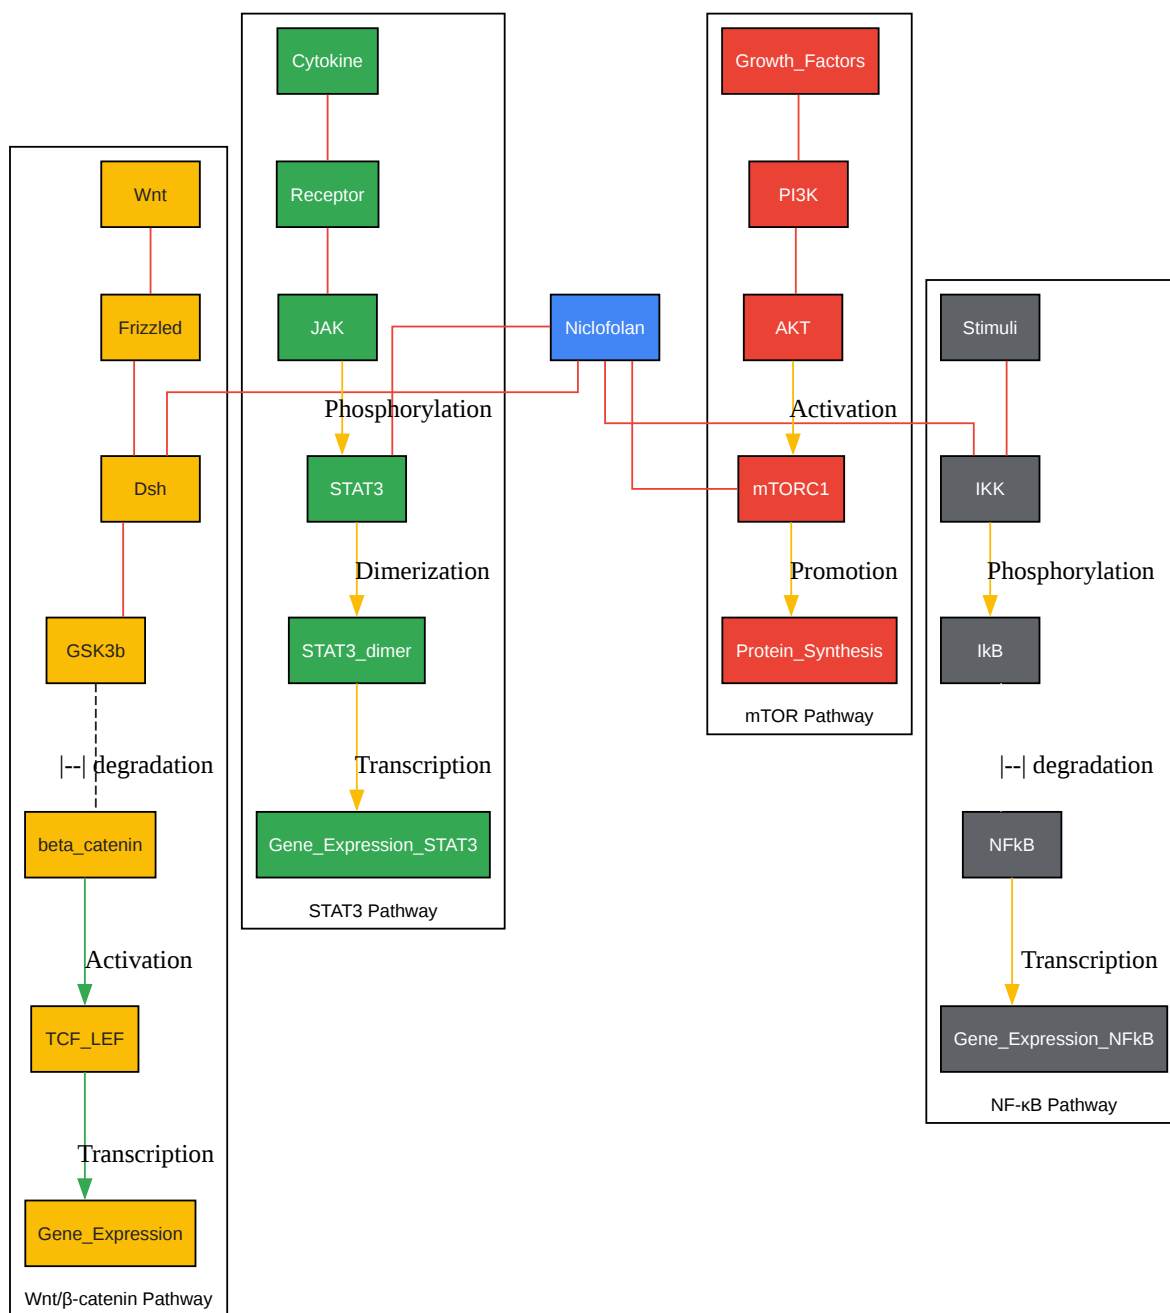 Wnt
Frizzled
Dsh
GSK3b
|--| degradation
beta_catenin
Activation
TCF_LEF
Transcription
Gene_Expression
Wnt/β-catenin Pathway
Cytokine
Receptor
JAK
Phosphorylation
STAT3
Dimerization
STAT3_dimer
Transcription
Gene_Expression_STAT3
STAT3 Pathway
Niclofolan
Growth_Factors
PI3K
AKT
Activation
mTORC1
Promotion
Protein_Synthesis
mTOR Pathway
Stimuli
IKK
Phosphorylation
IkB
|--| degradation
NFkB
Transcription
Gene_Expression_NFkB
NF-κB Pathway